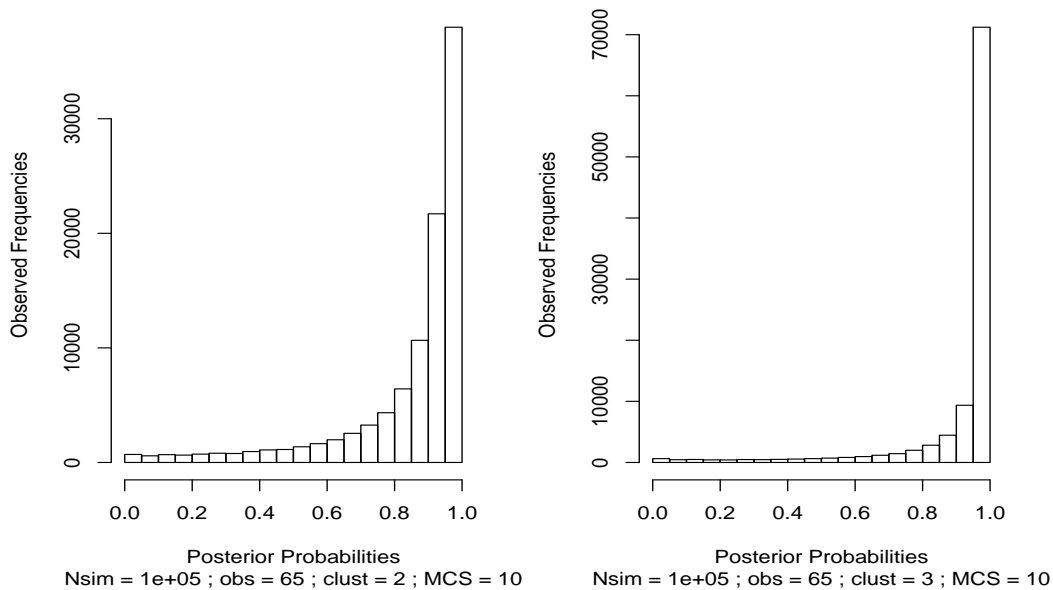 Observed Frequencies
30000
20000
10000
0
0.0 0.2 0.4 0.6 0.8 1.0
Posterior Probabilities
Nsim = 1e+05 ; obs = 65 ; clust = 2 ; MCS = 10
Observed Frequencies
70000
50000
30000
10000
0
0.0 0.2 0.4 0.6 0.8 1.0
Posterior Probabilities
Nsim = 1e+05 ; obs = 65 ; clust = 3 ; MCS = 10